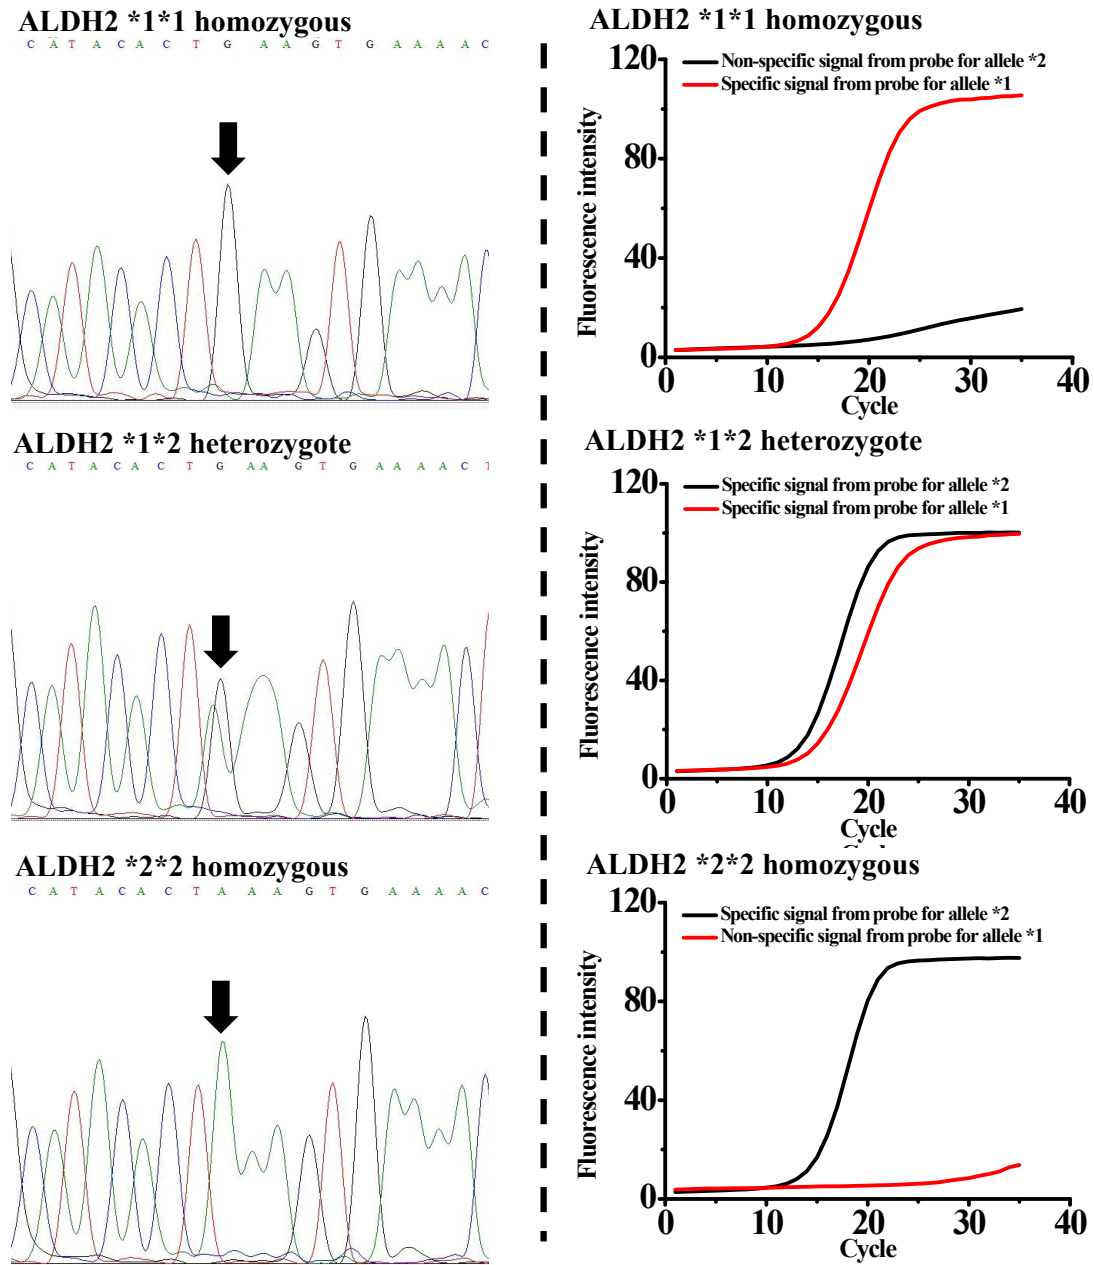 ALDH2 *1*1 homozygous
C A T A C A C T G A A G T G A A A A C
ALDH2 *1*1 homozygous
120
80
40
0
Fluorescence intensity
Non-specific signal from probe for allele *2
Specific signal from probe for allele *1
0 10 20 30 40
Cycle
ALDH2 *1*2 heterozygote
C A T A C A C T G A A G T G A A A A C T
ALDH2 *1*2 heterozygote
120
80
40
0
Fluorescence intensity
Specific signal from probe for allele *2
Specific signal from probe for allele *1
0 10 20 30 40
Cycle
ALDH2 *2*2 homozygous
C A T A C A C T A A A G T G A A A A C
ALDH2 *2*2 homozygous
120
80
40
0
Fluorescence intensity
Specific signal from probe for allele *2
Non-specific signal from probe for allele *1
0 10 20 30 40
Cycle